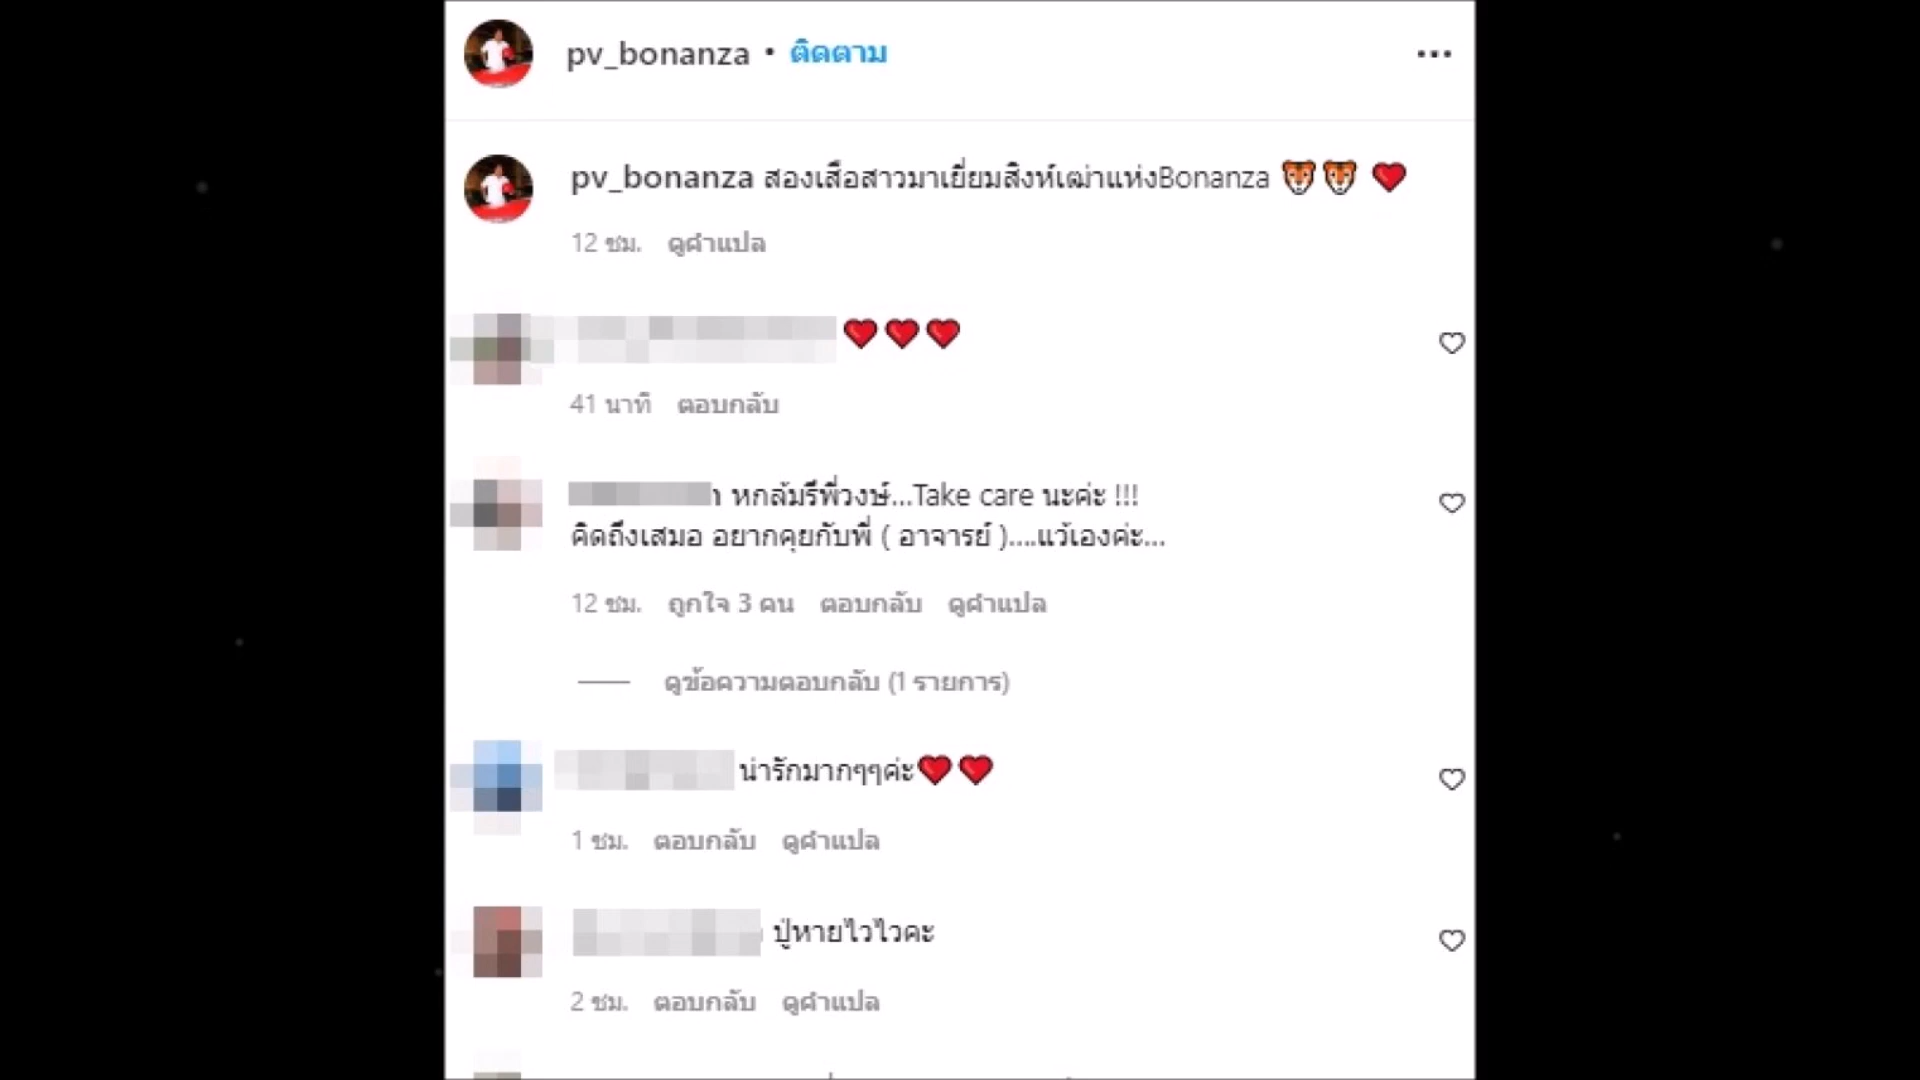 pv_bonanza • ติดตาม
pv_bonanza สองเสือสาวมาเยี่ยมสิงห์เฒ่าแห่งBonanza 🐯🐯 ❤️
12 ชม. ดูคำแปล
❤️❤️❤️
41 นาที ตอบกลับ
หกล้มรึพี่วงษ์...Take care นะค่ะ !!!
คิดถึงเสมอ อยากคุยกับพี่ ( อาจารย์ )....แว้เองค่ะ...
12 ชม. ถูกใจ 3 คน ตอบกลับ ดูคำแปล
ดูข้อความตอบกลับ (1 รายการ)
น่ารักมากๆๆค่ะ❤️❤️
1 ชม. ตอบกลับ ดูคำแปล
ปู่หายไวไวคะ
2 ชม. ตอบกลับ ดูคำแปล